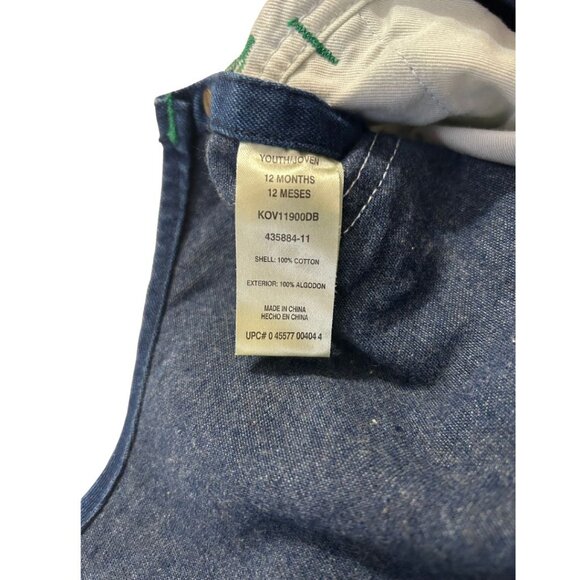 YOUTH/JOVEN
12 MONTHS
12 MESES
KOV11900DB
435884-11
SHELL: 100% COTTON
EXTERIOR: 100% ALGODON
MADE IN CHINA
HECHO EN CHINA
UPC# 0 45577 00404 4